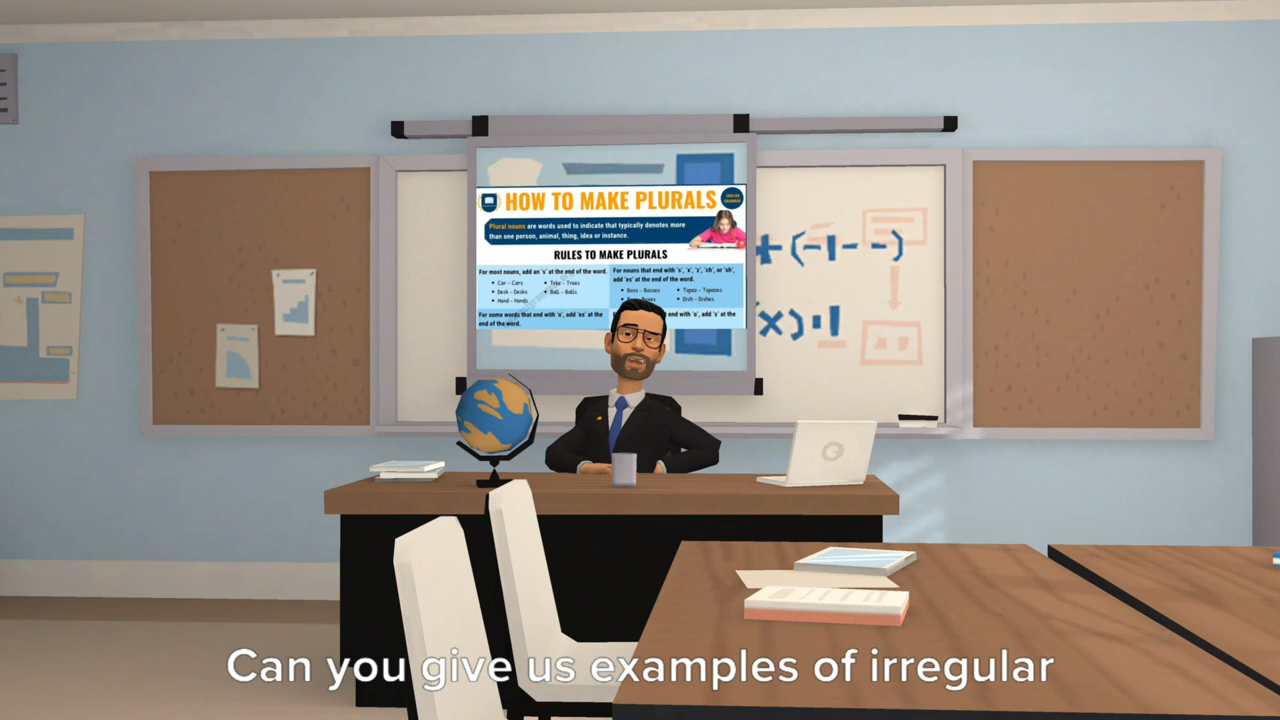 HOW TO MAKE PLURALS
ENGLISH
GRAMMAR
Plural nouns are words used to indicate that typically denotes more
than one person, animal, thing, idea or instance.
RULES TO MAKE PLURALS
For most nouns, add an 's' at the end of the word.
• Car - Cars
• Tree - Trees
• Desk - Desks
• Ball - Balls
• Hand - Hands
For nouns that end with 's', 'x', 'z', 'ch', or 'sh',
add 'es' at the end of the word.
• Boss - Bosses
• Topaz - Topazes
• Dish - Dishes
For some words that end with 'o', add 'es' at the
end of the word.
end with 'o', add 's' at the
+(-1--)
x)
Can you give us examples of irregular